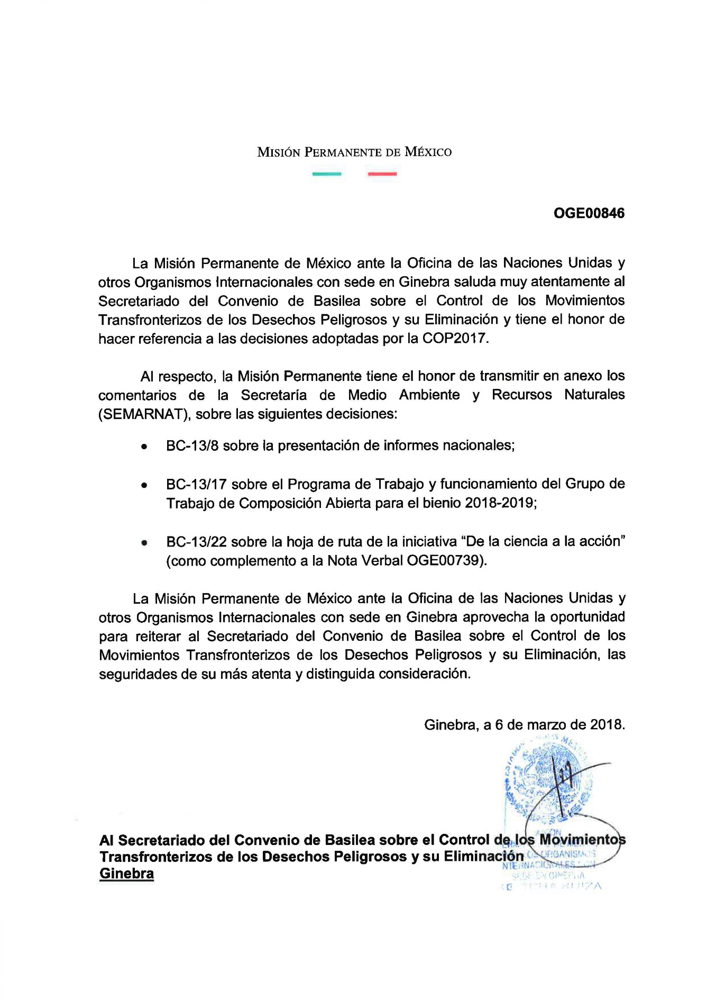 MISIÓN PERMANENTE DE MÉXICO
OGE00846
La Misión Permanente de México ante la Oficina de las Naciones Unidas y
otros Organismos Internacionales con sede en Ginebra saluda muy atentamente al
Secretariado del Convenio de Basilea sobre el Control de los Movimientos
Transfronterizos de los Desechos Peligrosos y su Eliminación y tiene el honor de
hacer referencia a las decisiones adoptadas por la COP2017.
Al respecto, la Misión Permanente tiene el honor de transmitir en anexo los
comentarios de la Secretaría de Medio Ambiente y Recursos Naturales
(SEMARNAT), sobre las siguientes decisiones:
• BC-13/8 sobre la presentación de informes nacionales;
• BC-13/17 sobre el Programa de Trabajo y funcionamiento del Grupo de
Trabajo de Composición Abierta para el bienio 2018-2019;
• BC-13/22 sobre la hoja de ruta de la iniciativa “De la ciencia a la acción”
(como complemento a la Nota Verbal OGE00739).
La Misión Permanente de México ante la Oficina de las Naciones Unidas y
otros Organismos Internacionales con sede en Ginebra aprovecha la oportunidad
para reiterar al Secretariado del Convenio de Basilea sobre el Control de los
Movimientos Transfronterizos de los Desechos Peligrosos y su Eliminación, las
seguridades de su más atenta y distinguida consideración.
Ginebra, a 6 de marzo de 2018.
Al Secretariado del Convenio de Basilea sobre el Control de los Movimientos
Transfronterizos de los Desechos Peligrosos y su Eliminación
Ginebra
ORGANISMOS
SEDE EN GINEBRA